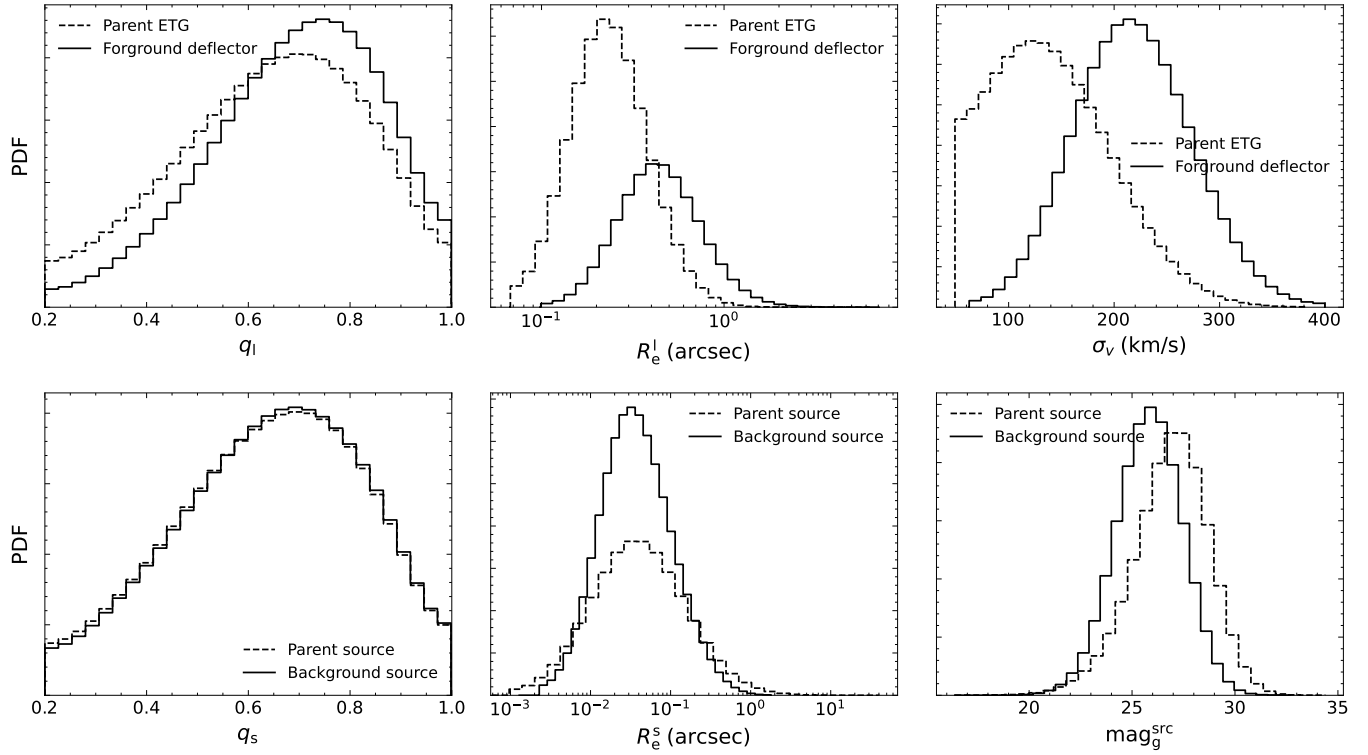 Parent ETG
Forground deflector
PDF
0.2 0.4 0.6 0.8 1.0
q_l
Parent ETG
Forground deflector
10^−1 10^0
R_e^l (arcsec)
Parent ETG
Forground deflector
100 200 300 400
σ_v (km/s)
PDF
Parent source
Background source
0.2 0.4 0.6 0.8 1.0
q_s
Parent source
Background source
10^−3 10^−2 10^−1 10^0 10^1
R_e^s (arcsec)
Parent source
Background source
20 25 30 35
mag_g^src